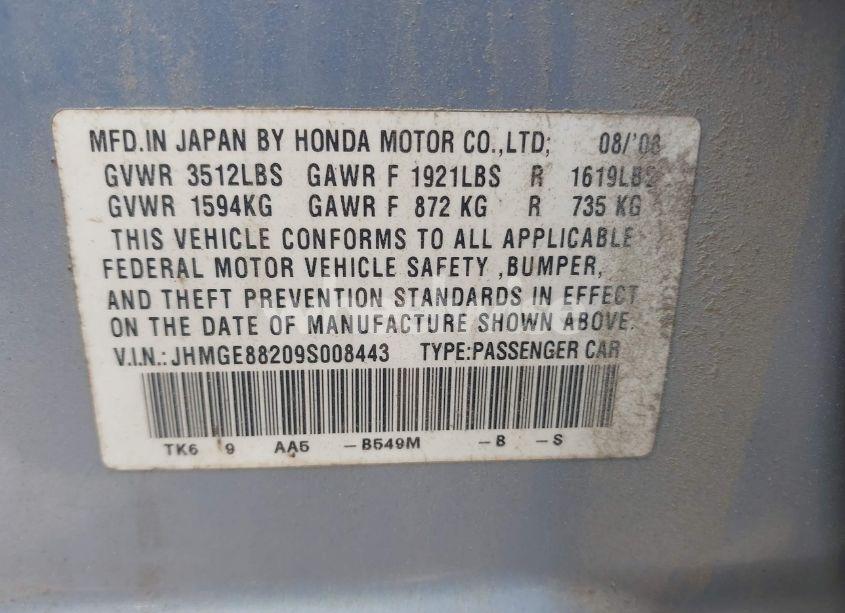 MFD.IN JAPAN BY HONDA MOTOR CO.,LTD; 08/'08
GVWR 3512LBS GAWR F 1921LBS R 1619LBS
GVWR 1594KG GAWR F 872 KG R 735 KG
THIS VEHICLE CONFORMS TO ALL APPLICABLE
FEDERAL MOTOR VEHICLE SAFETY ,BUMPER,
AND THEFT PREVENTION STANDARDS IN EFFECT
ON THE DATE OF MANUFACTURE SHOWN ABOVE.
V.I.N.: JHMGE88209S008443 TYPE:PASSENGER CAR
TK6 9 AA5 -B549M -B -S